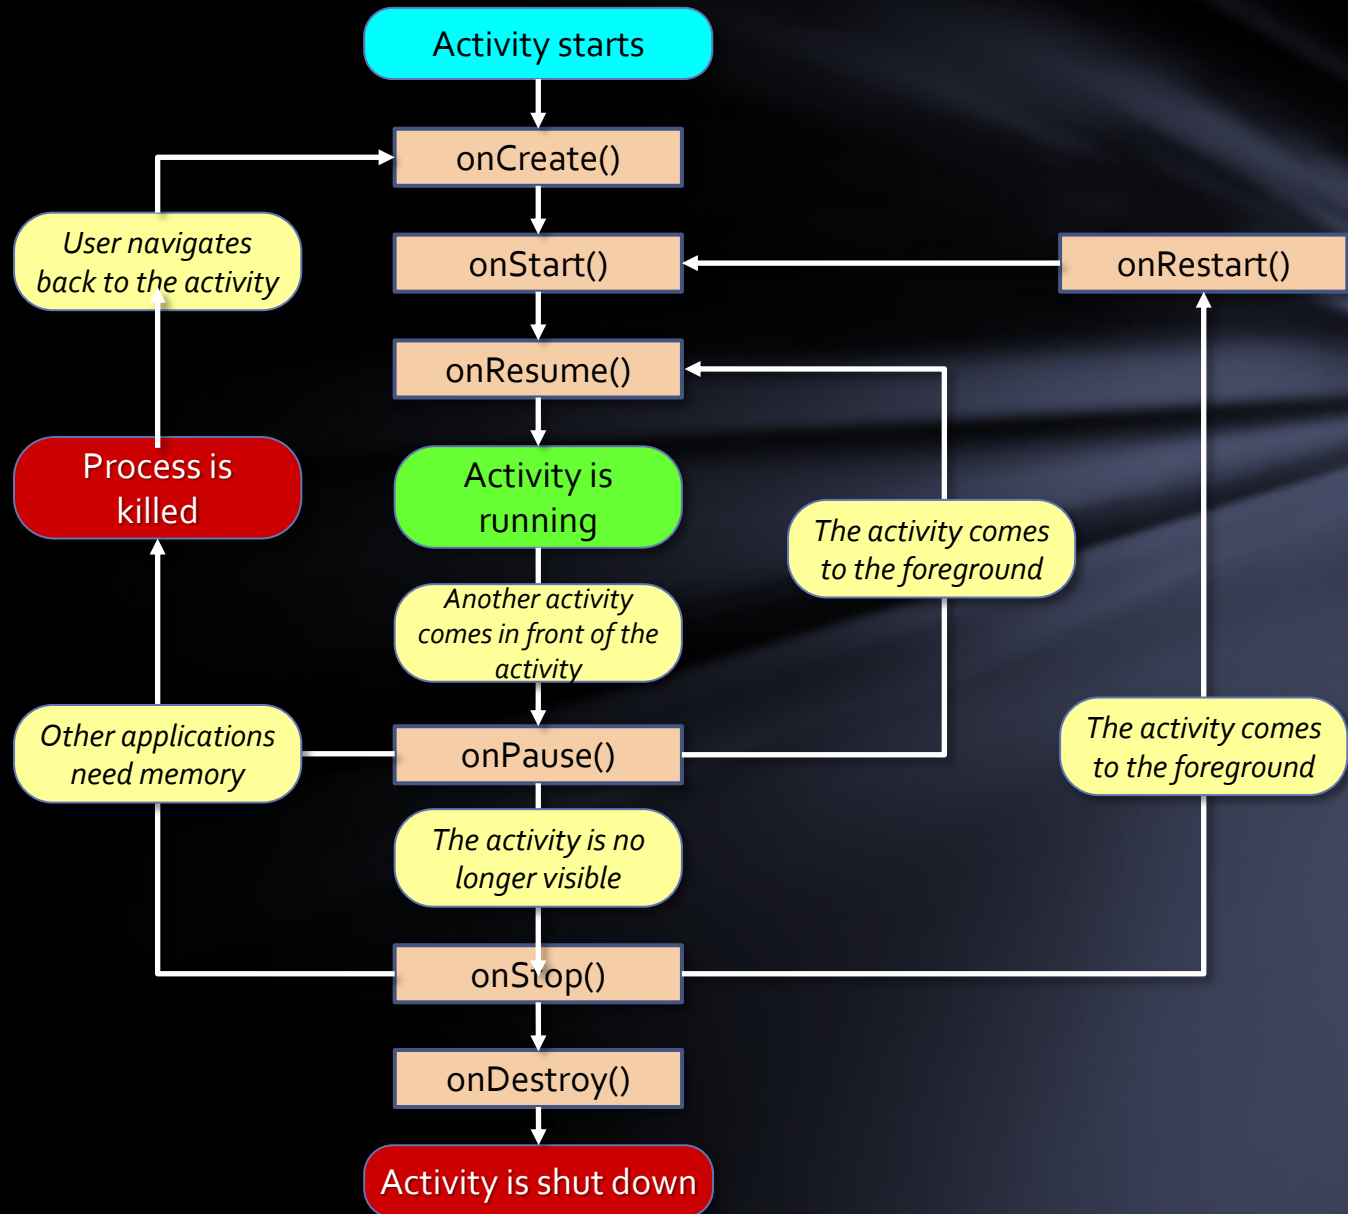 Activity starts
onCreate()
User navigates
back to the activity
onStart()
onRestart()
onResume()
Process is
killed
Activity is
running
The activity comes
to the foreground
Another activity
comes in front of the
activity
Other applications
need memory
onPause()
The activity comes
to the foreground
The activity is no
longer visible
onStop()
onDestroy()
Activity is shut down